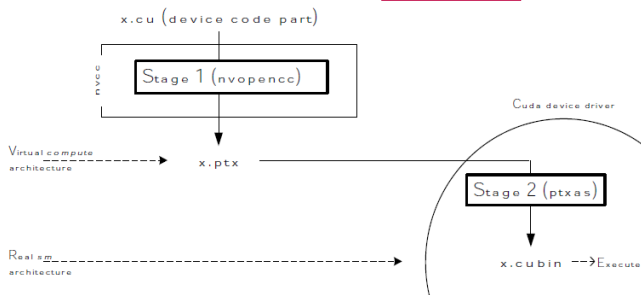 x.cu (device code part)
nvcc
Stage 1 (nvopencc)
Cuda device driver
Virtual compute
architecture
x.ptx
Stage 2 (ptxas)
Real sm
architecture
x.cubin
Execute